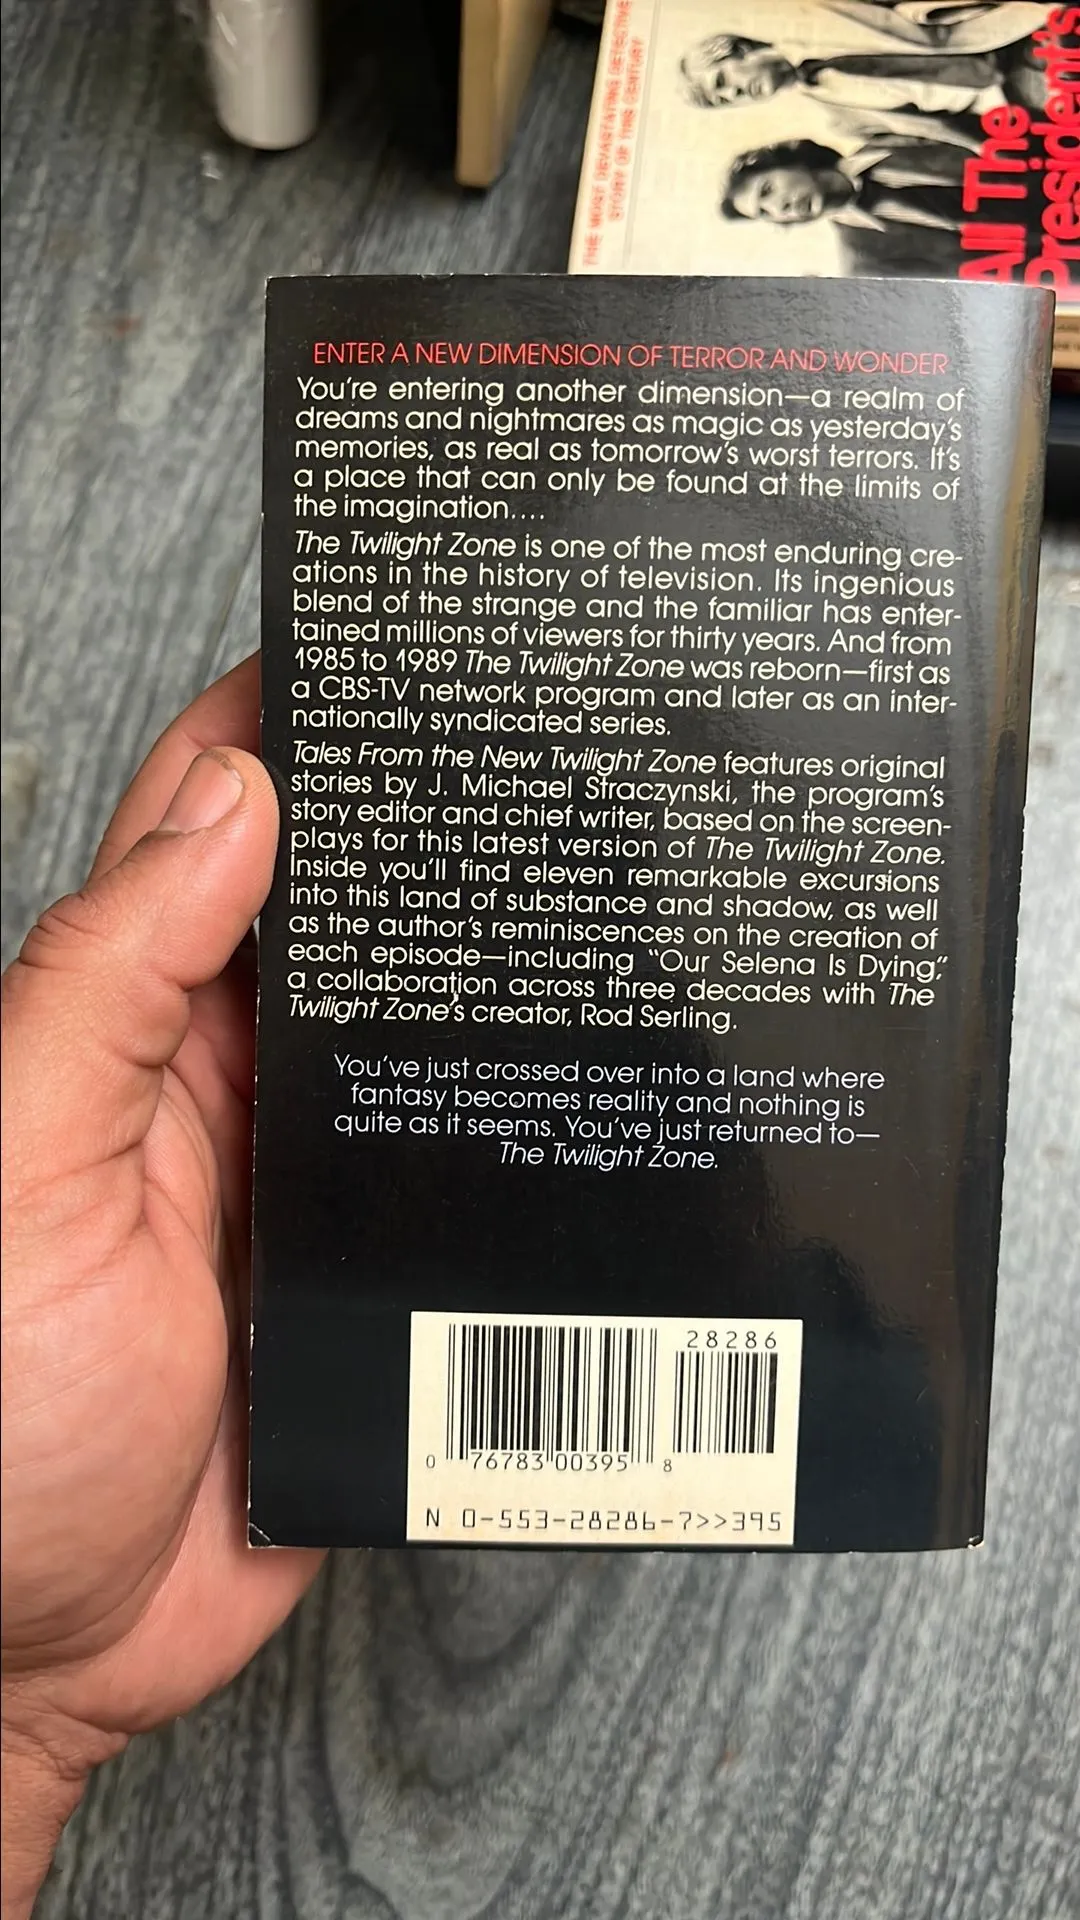 THE MOST DEVASTATING DETECTIVE
STORY OF THIS CENTURY
All The
President's
ENTER A NEW DIMENSION OF TERROR AND WONDER
You're entering another dimension—a realm of
dreams and nightmares as magic as yesterday's
memories, as real as tomorrow's worst terrors. It's
a place that can only be found at the limits of
the imagination....
The Twilight Zone is one of the most enduring cre-
ations in the history of television. Its ingenious
blend of the strange and the familiar has enter-
tained millions of viewers for thirty years. And from
1985 to 1989 The Twilight Zone was reborn—first as
a CBS-TV network program and later as an inter-
nationally syndicated series.
Tales From the New Twilight Zone features original
stories by J. Michael Straczynski, the program's
story editor and chief writer, based on the screen-
plays for this latest version of The Twilight Zone.
Inside you'll find eleven remarkable excursions
into this land of substance and shadow, as well
as the author's reminiscences on the creation of
each episode—including "Our Selena Is Dying,"
a collaboration across three decades with The
Twilight Zone's creator, Rod Serling.
You've just crossed over into a land where
fantasy becomes reality and nothing is
quite as it seems. You've just returned to—
The Twilight Zone.
28286
0 76783 00395 8
N 0-553-28286-7>>395